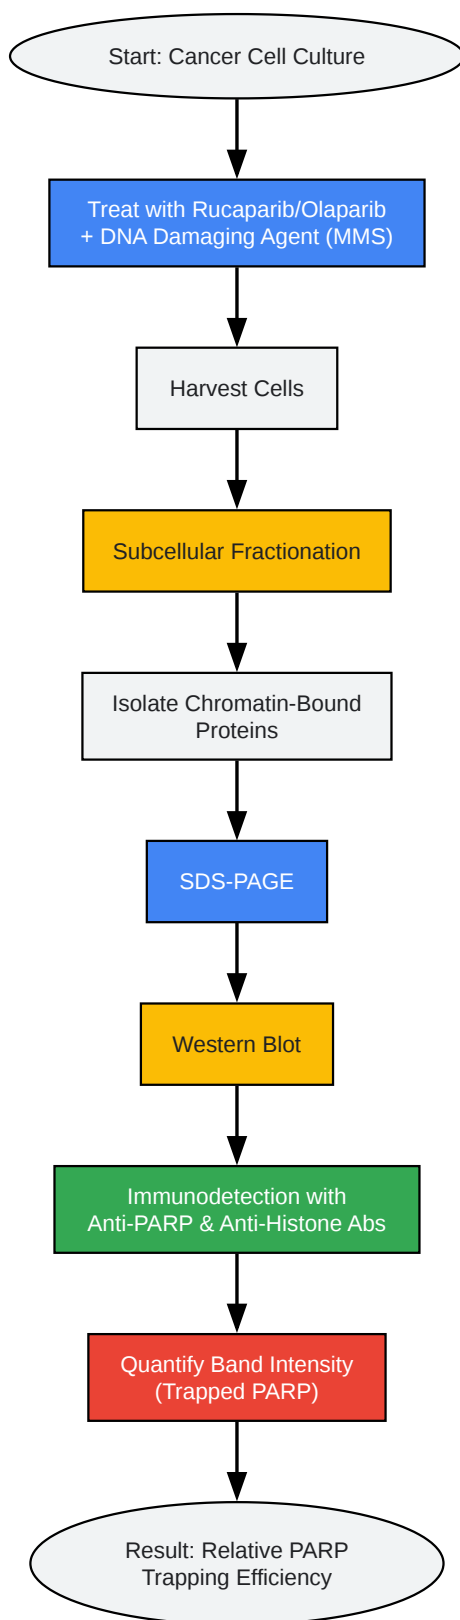 Start: Cancer Cell Culture
Treat with Rucaparib/Olaparib
+ DNA Damaging Agent (MMS)
Harvest Cells
Subcellular Fractionation
Isolate Chromatin-Bound
Proteins
SDS-PAGE
Western Blot
Immunodetection with
Anti-PARP & Anti-Histone Abs
Quantify Band Intensity
(Trapped PARP)
Result: Relative PARP
Trapping Efficiency